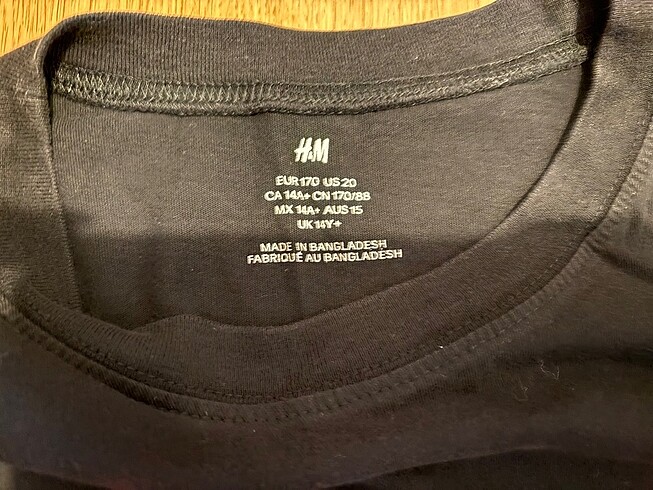 H&M
EUR 170 US 20
CA 14A+ CN 170/88
MX 14A+ AUS 15
UK 14Y+
MADE IN BANGLADESH
FABRIQUÉ AU BANGLADESH